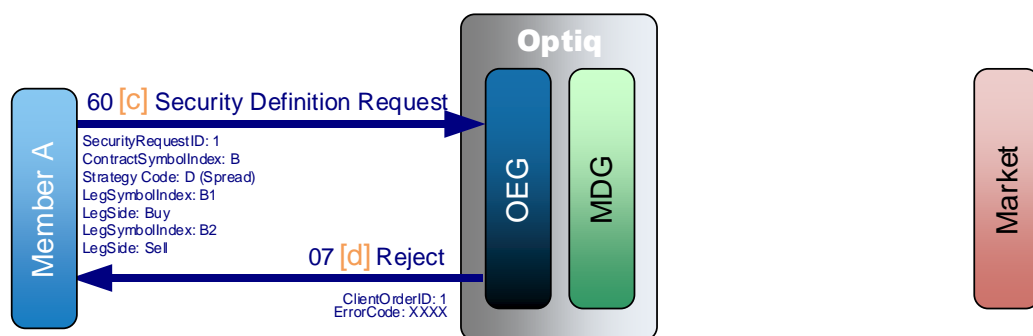 Optiq
60 [c] Security Definition Request
SecurityRequestID: 1
ContractSymbolIndex: B
Strategy Code: D (Spread)
LegSymbolIndex: B1
LegSide: Buy
LegSymbolIndex: B2
LegSide: Sell
07 [d] Reject
ClientOrderID: 1
ErrorCode: XXXX
Member A
OEG
MDG
Market